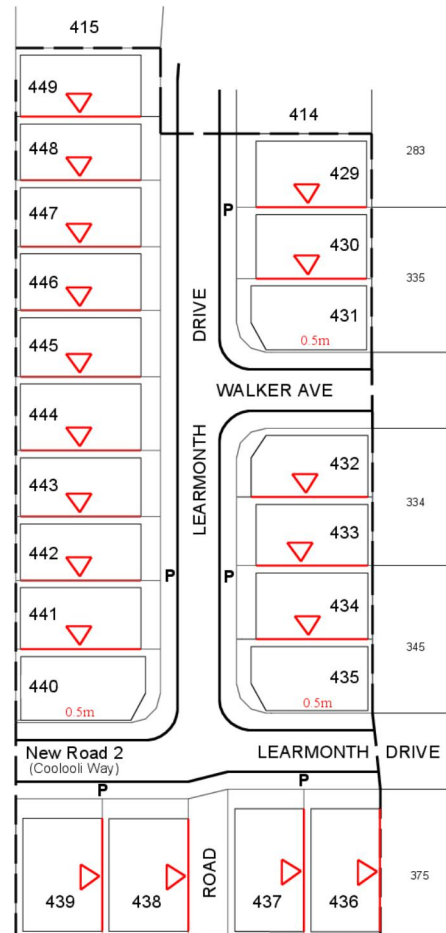 415
449
414
448
429
283
P
447
430
446
335
431
DRIVE
0.5m
445
WALKER AVE
444
432
LEARMONTH
443
334
433
442
P
P
434
441
345
440
435
0.5m
0.5m
New Road 2
LEARMONTH DRIVE
(Coolooli Way)
P
P
ROAD
375
439
438
437
436